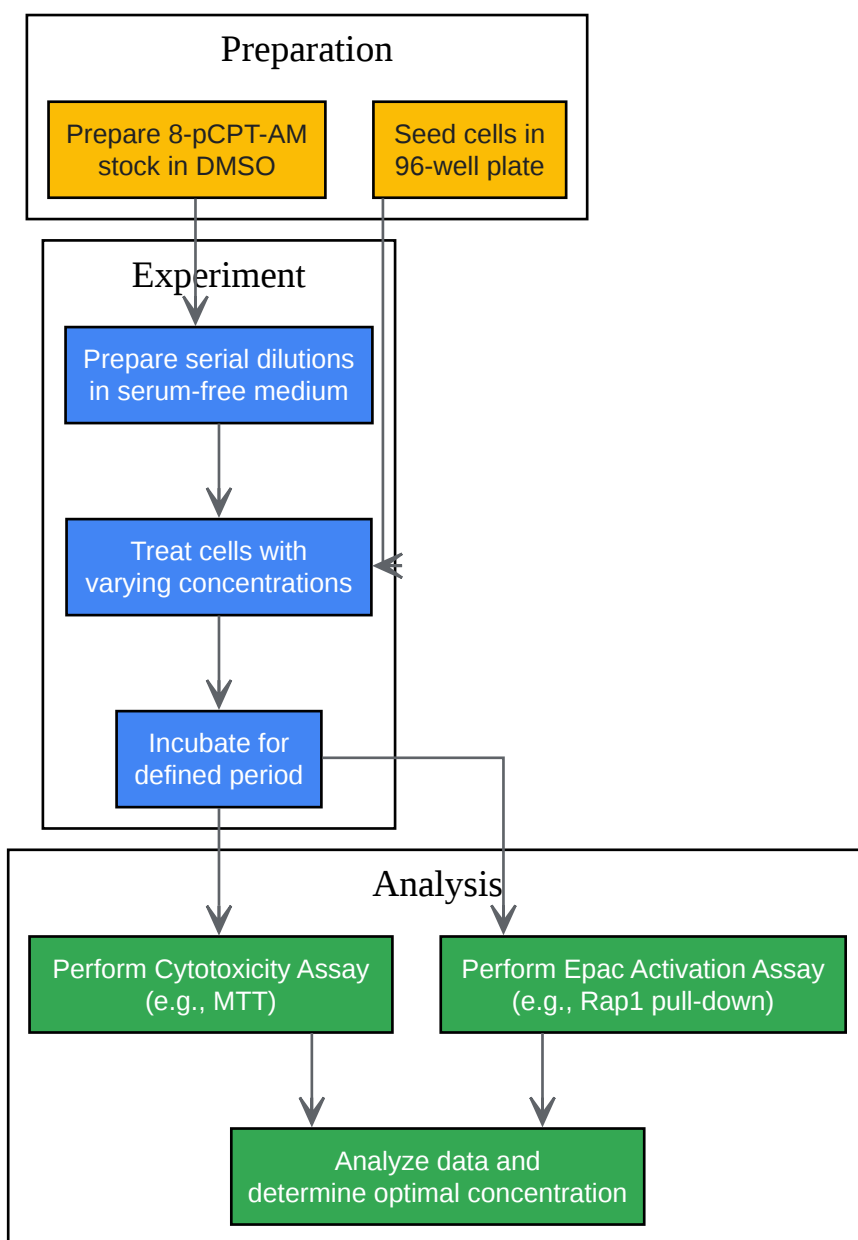 Preparation
Prepare 8-pCPT-AM
stock in DMSO
Seed cells in
96-well plate
Experiment
Prepare serial dilutions
in serum-free medium
Treat cells with
varying concentrations
Incubate for
defined period
Analysis
Perform Cytotoxicity Assay
(e.g., MTT)
Perform Epac Activation Assay
(e.g., Rap1 pull-down)
Analyze data and
determine optimal concentration